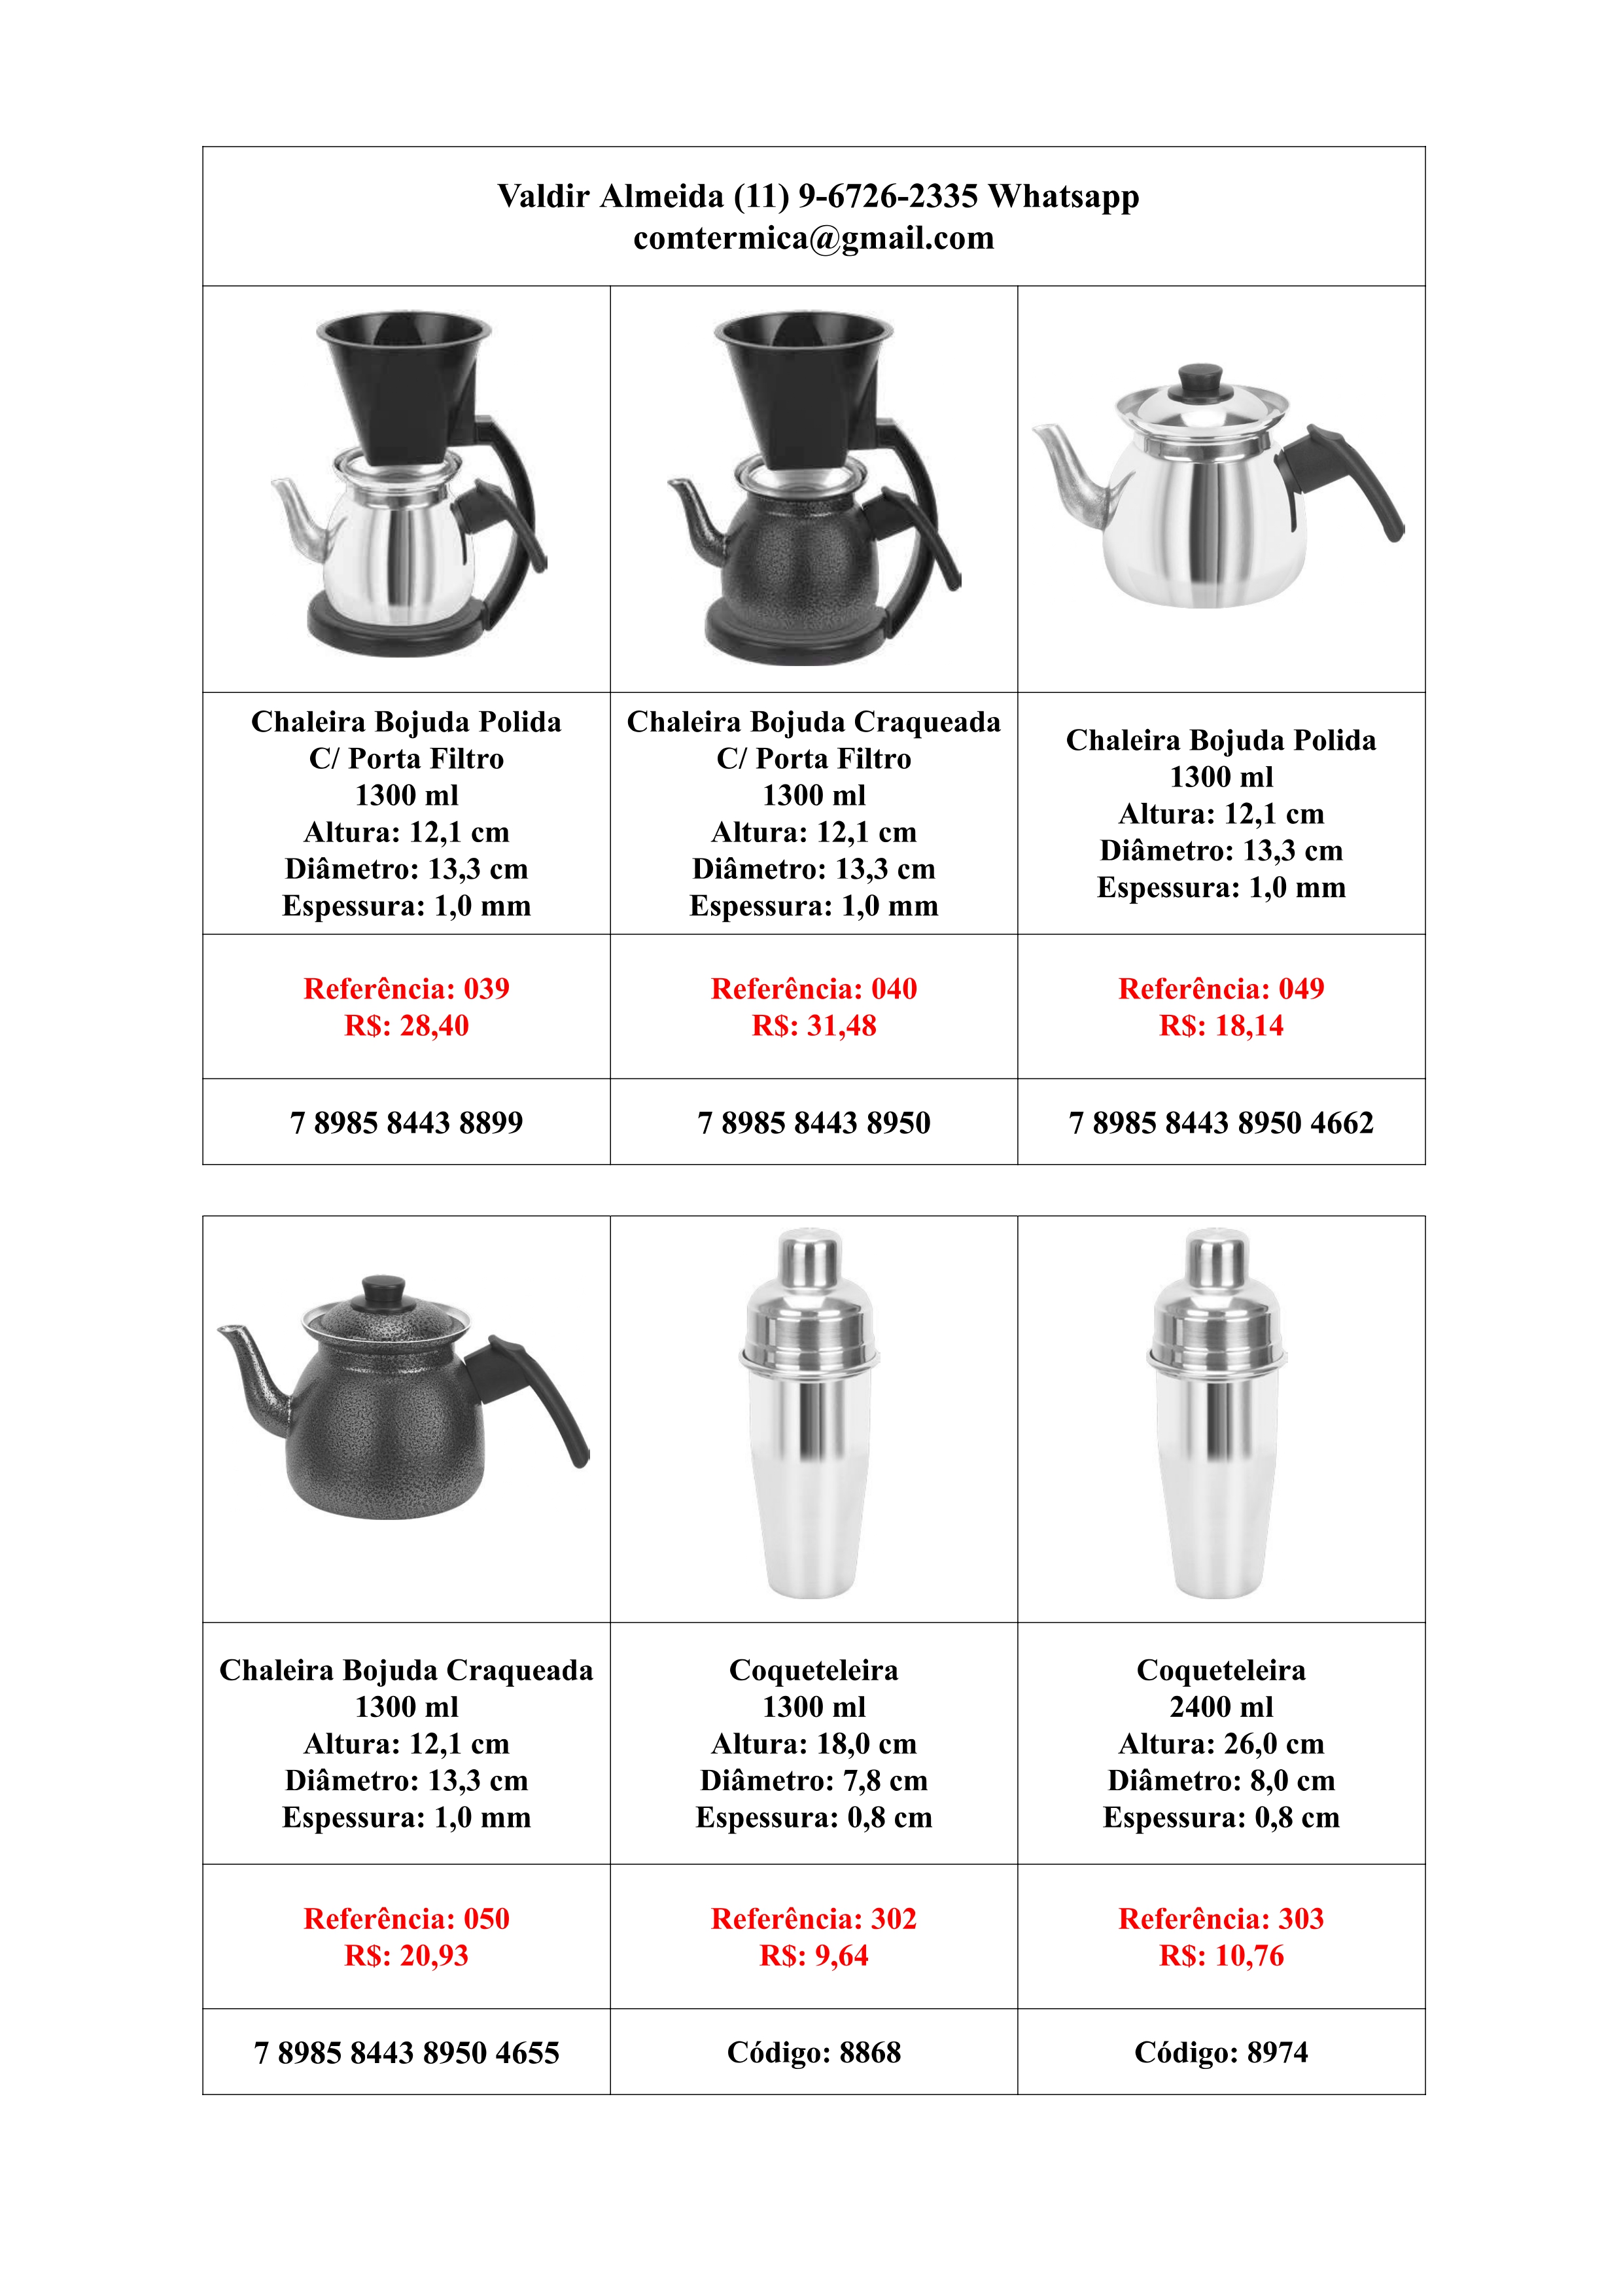 Valdir Almeida (11) 9-6726-2335 Whatsapp
comtermica@gmail.com
Chaleira Bojuda Polida
C/ Porta Filtro
1300 ml
Altura: 12,1 cm
Diâmetro: 13,3 cm
Espessura: 1,0 mm
Chaleira Bojuda Craqueada
C/ Porta Filtro
1300 ml
Altura: 12,1 cm
Diâmetro: 13,3 cm
Espessura: 1,0 mm
Chaleira Bojuda Polida
1300 ml
Altura: 12,1 cm
Diâmetro: 13,3 cm
Espessura: 1,0 mm
Referência: 039
R$: 28,40
Referência: 040
R$: 31,48
Referência: 049
R$: 18,14
7 8985 8443 8899
7 8985 8443 8950
7 8985 8443 8950 4662
Chaleira Bojuda Craqueada
1300 ml
Altura: 12,1 cm
Diâmetro: 13,3 cm
Espessura: 1,0 mm
Coqueteleira
1300 ml
Altura: 18,0 cm
Diâmetro: 7,8 cm
Espessura: 0,8 cm
Coqueteleira
2400 ml
Altura: 26,0 cm
Diâmetro: 8,0 cm
Espessura: 0,8 cm
Referência: 050
R$: 20,93
Referência: 302
R$: 9,64
Referência: 303
R$: 10,76
7 8985 8443 8950 4655
Código: 8868
Código: 8974